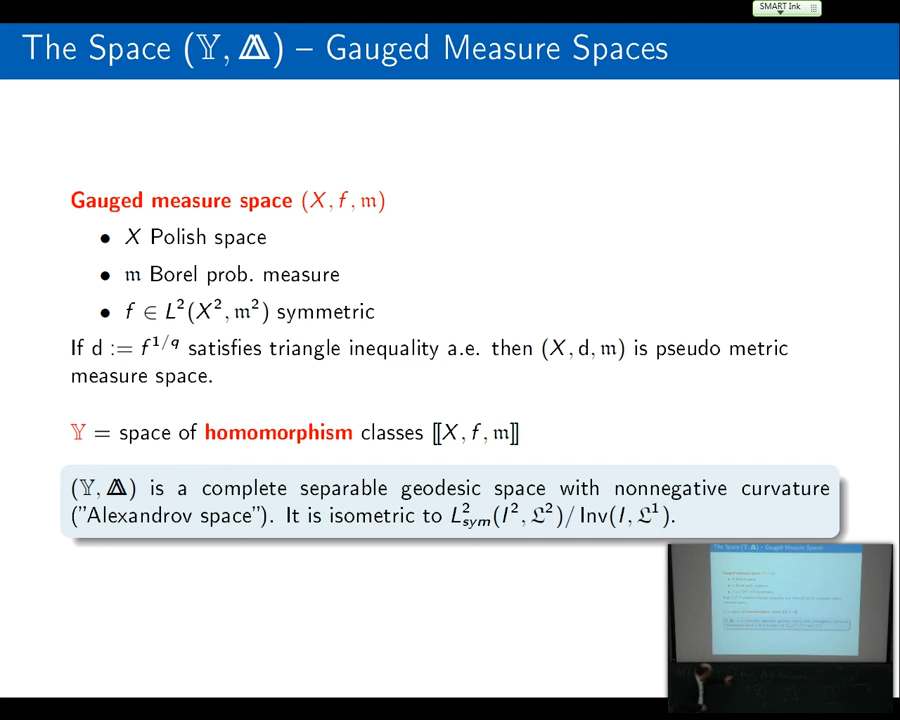 SMART Ink
The Space (𝕐, 𝚫𝚫) – Gauged Measure Spaces
Gauged measure space (X, f, 𝔪)
• X Polish space
• 𝔪 Borel prob. measure
• f ∈ L²(X², 𝔪²) symmetric
If d := f^{1/q} satisfies triangle inequality a.e. then (X, d, 𝔪) is pseudo metric
measure space.
𝕐 = space of homomorphism classes ⟦X, f, 𝔪⟧
(𝕐, 𝚫𝚫) is a complete separable geodesic space with nonnegative curvature
("Alexandrov space"). It is isometric to L²_{sym}(I², 𝔏²)/ Inv(I, 𝔏¹).